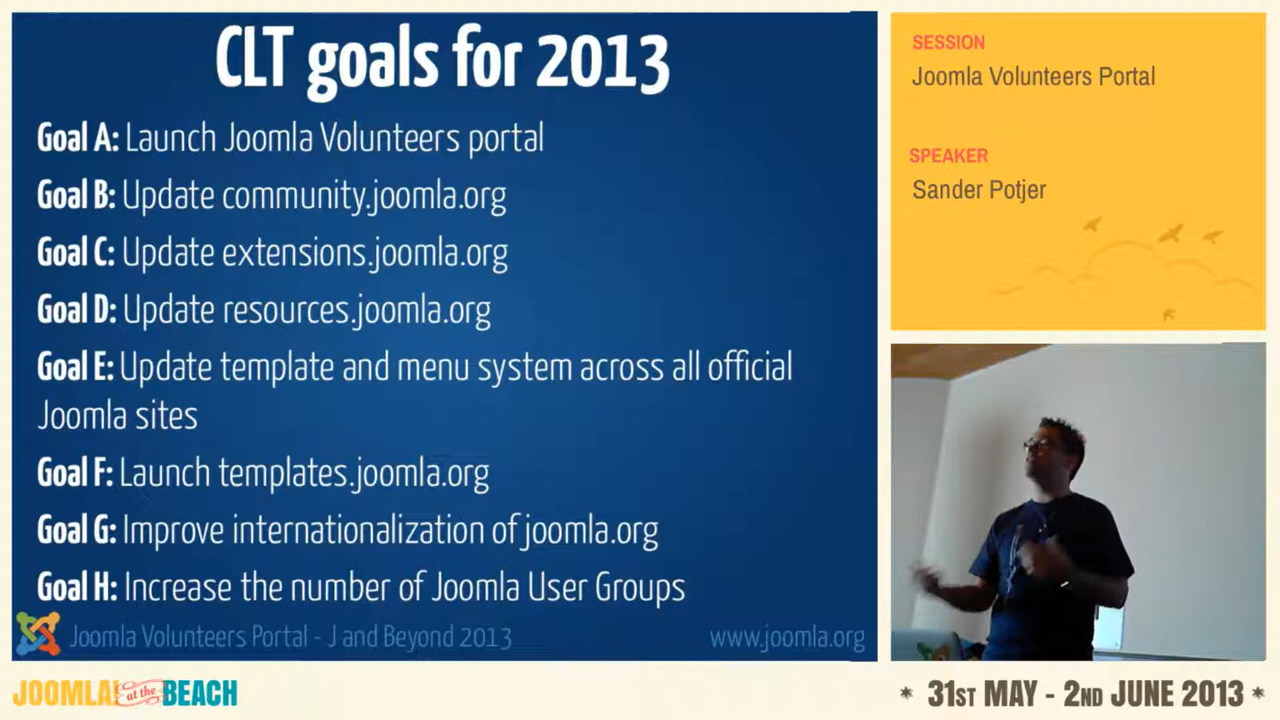 CLT goals for 2013
Goal A: Launch Joomla Volunteers portal
Goal B: Update community.joomla.org
Goal C: Update extensions.joomla.org
Goal D: Update resources.joomla.org
Goal E: Update template and menu system across all official
Joomla sites
Goal F: Launch templates.joomla.org
Goal G: Improve internationalization of joomla.org
Goal H: Increase the number of Joomla User Groups
Joomla Volunteers Portal - J and Beyond 2013
www.joomla.org
SESSION
Joomla Volunteers Portal
SPEAKER
Sander Potjer
JOOMLA! at the BEACH
* 31ST MAY - 2ND JUNE 2013 *